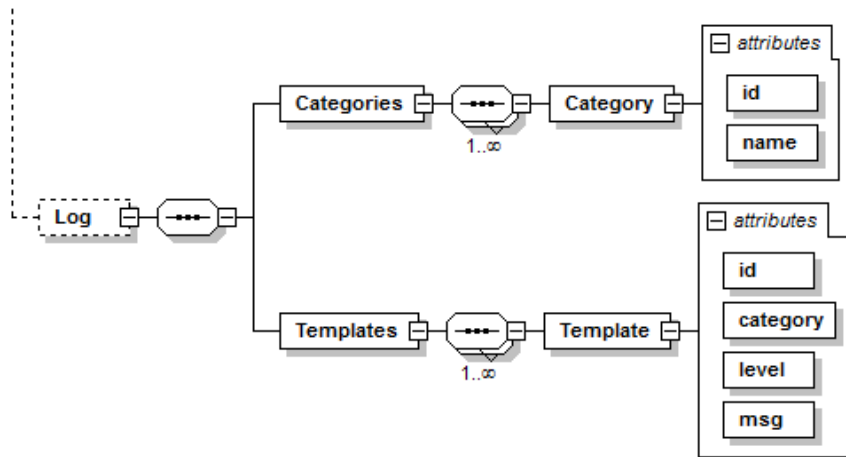 attributes
id
name
Categories
Category
1..∞
Log
attributes
id
category
level
msg
Templates
Template
1..∞